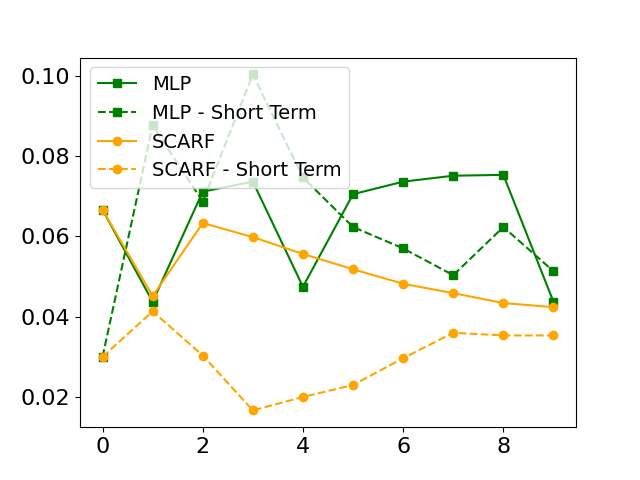 0.10
0.08
0.06
0.04
0.02
MLP
MLP - Short Term
SCARF
SCARF - Short Term
0 2 4 6 8